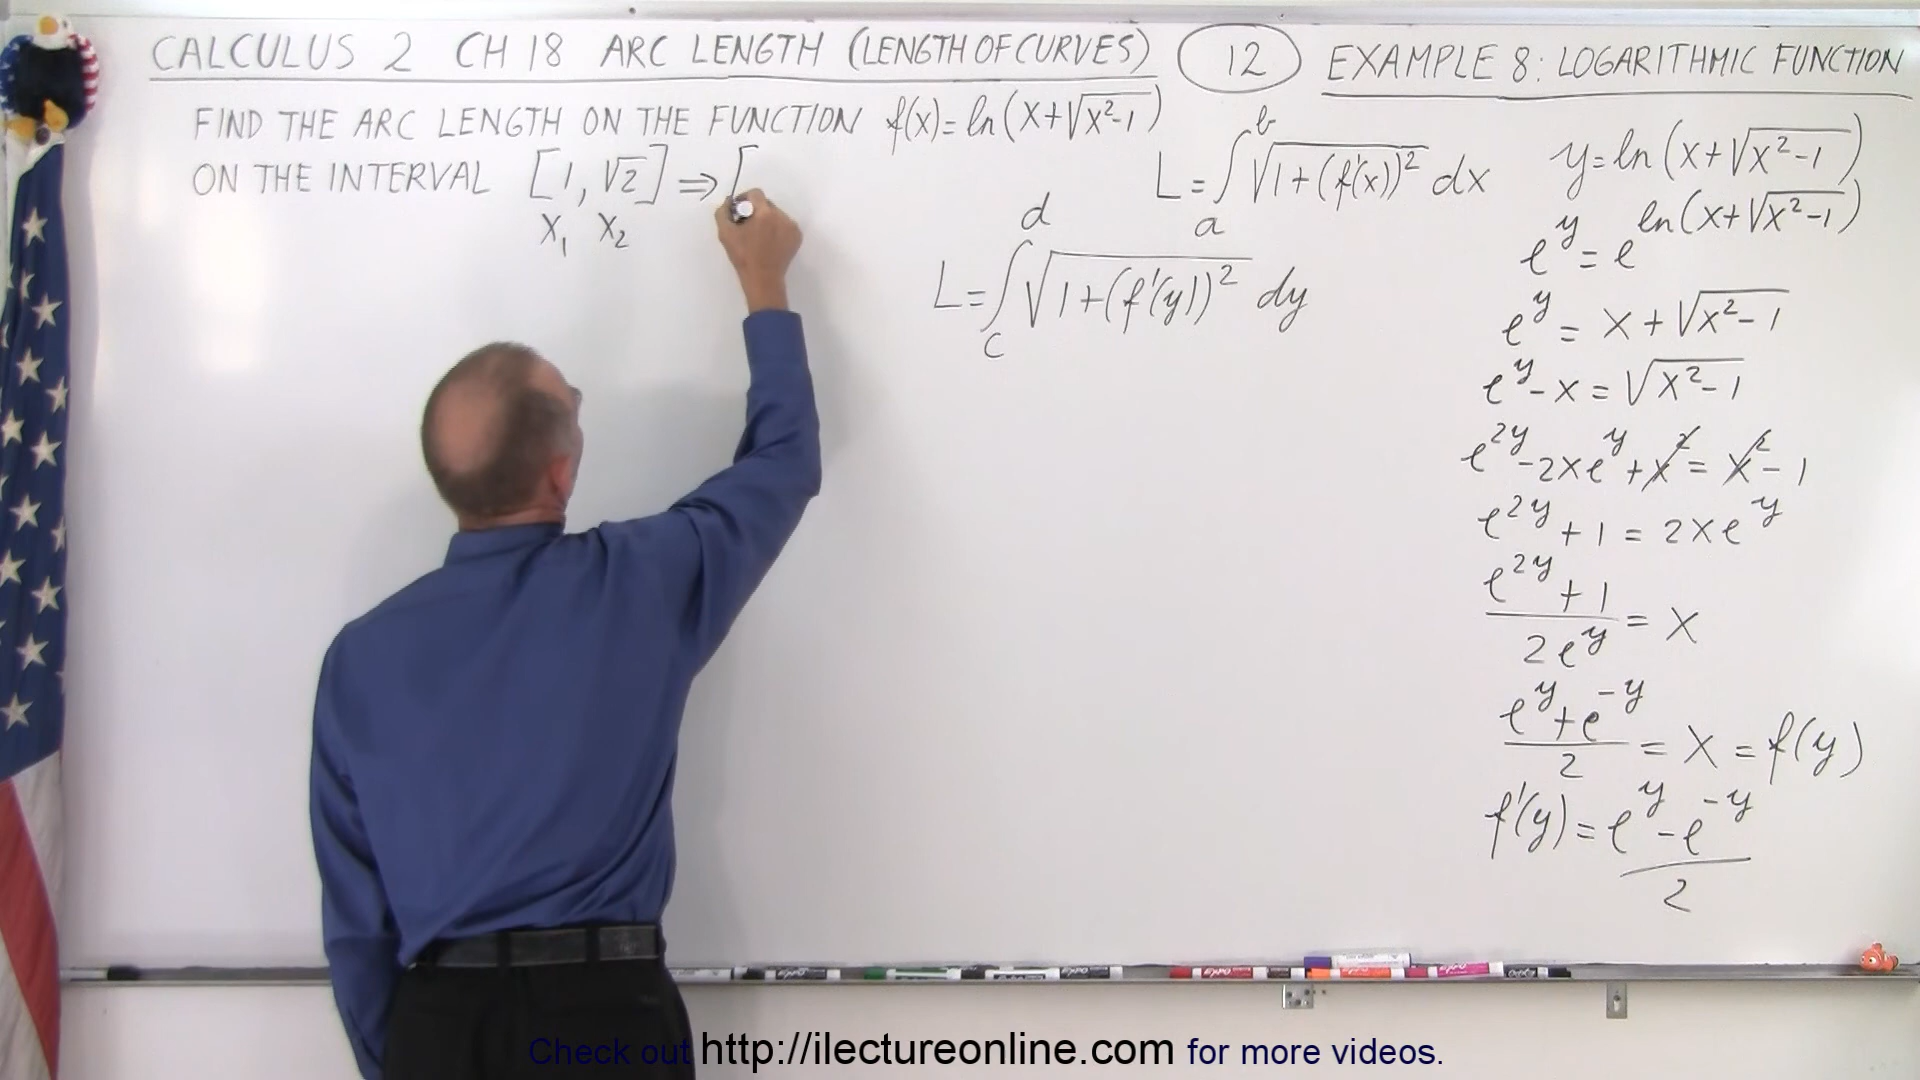 CALCULUS 2 CH 18 ARC LENGTH (LENGTH OF CURVES) 12 EXAMPLE 8: LOGARITHMIC FUNCTION
FIND THE ARC LENGTH ON THE FUNCTION f(x)=ln(x+√(x²-1))
ON THE INTERVAL [1, √2] ⇒ [
x₁ x₂
L=∫ₐᵇ √(1+(f'(x))²) dx
L=∫_c^d √(1+(f'(y))²) dy
y=ln(x+√(x²-1))
e^y = e^ln(x+√(x²-1))
e^y = x+√(x²-1)
e^y-x=√(x²-1)
e^2y-2xe^y+x²=x²-1
e^2y+1=2xe^y
(e^2y+1)/(2e^y)=x
(e^y+e^-y)/2=x=f(y)
f'(y)=(e^y-e^-y)/2
Check out http://ilectureonline.com for more videos.